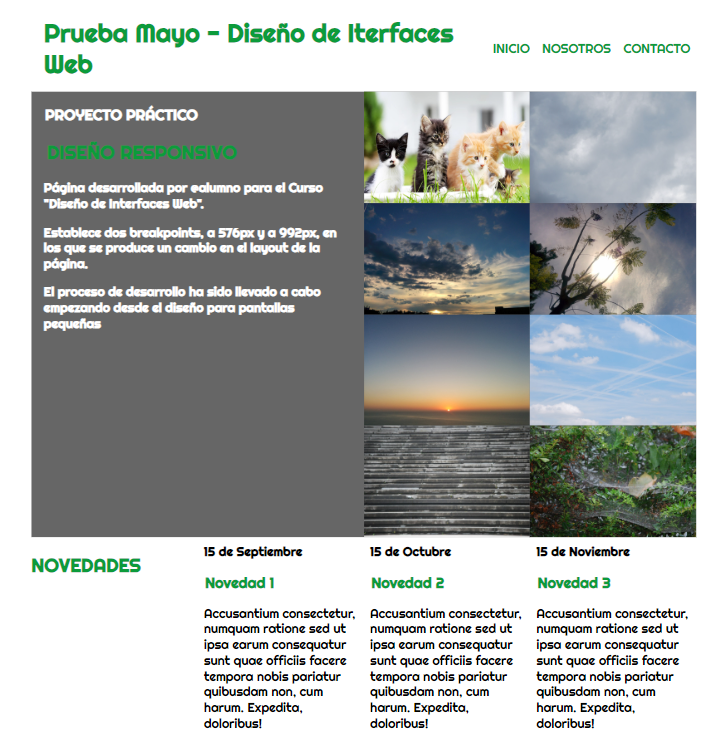 Prueba Mayo - Diseño de Iterfaces
Web
INICIO NOSOTROS CONTACTO
PROYECTO PRÁCTICO
DISEÑO RESPONSIVO
Página desarrollada por @alumno para el Curso
"Diseño de Interfaces Web".
Establece dos breakpoints, a 576px y a 992px, en
los que se produce un cambio en el layout de la
página.
El proceso de desarrollo ha sido llevado a cabo
empezando desde el diseño para pantallas
pequeñas
NOVEDADES
15 de Septiembre
Novedad 1
Accusantium consectetur,
numquam ratione sed ut
ipsa earum consequatur
sunt quae officiis facere
tempora nobis pariatur
quibusdam non, cum
harum. Expedita,
doloribus!
15 de Octubre
Novedad 2
Accusantium consectetur,
numquam ratione sed ut
ipsa earum consequatur
sunt quae officiis facere
tempora nobis pariatur
quibusdam non, cum
harum. Expedita,
doloribus!
15 de Noviembre
Novedad 3
Accusantium consectetur,
numquam ratione sed ut
ipsa earum consequatur
sunt quae officiis facere
tempora nobis pariatur
quibusdam non, cum
harum. Expedita,
doloribus!